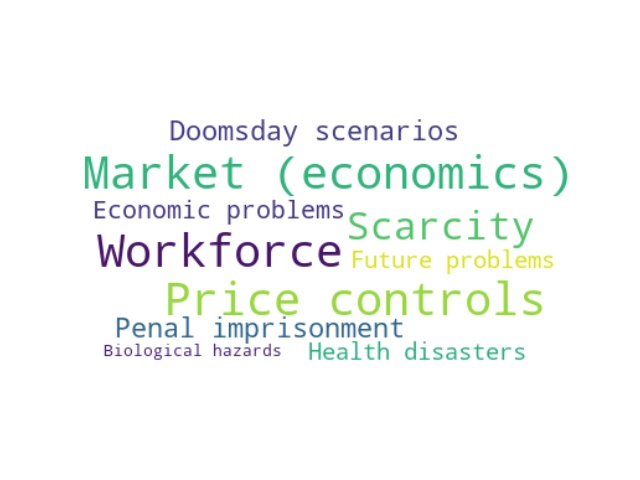 Doomsday scenarios
Market (economics)
Economic problems
Scarcity
Workforce
Future problems
Price controls
Penal imprisonment
Biological hazards
Health disasters